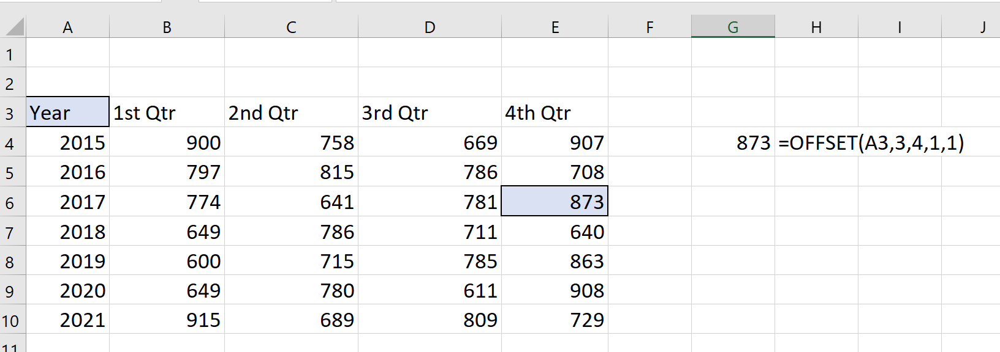 A B C D E F G H I J
1
2
3 Year 1st Qtr 2nd Qtr 3rd Qtr 4th Qtr
4 2015 900 758 669 907 873 =OFFSET(A3,3,4,1,1)
5 2016 797 815 786 708
6 2017 774 641 781 873
7 2018 649 786 711 640
8 2019 600 715 785 863
9 2020 649 780 611 908
10 2021 915 689 809 729
11